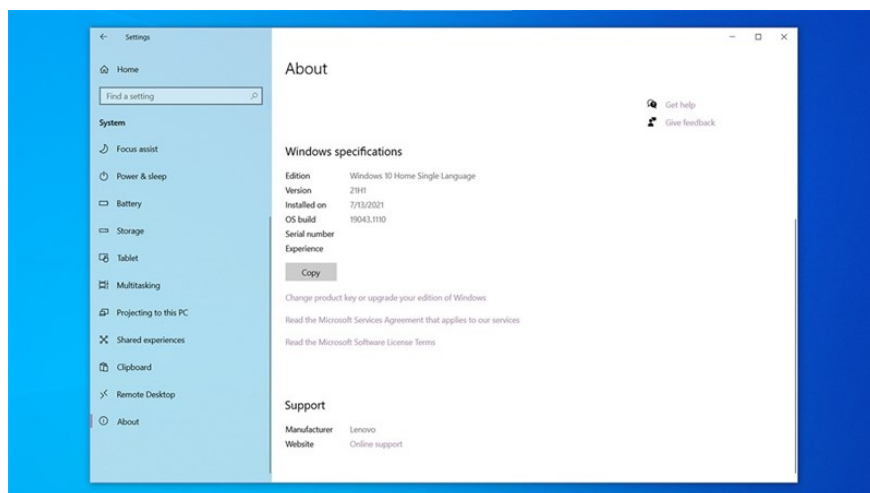 Settings
Home
Find a setting
System
Focus assist
Power & sleep
Battery
Storage
Tablet
Multitasking
Projecting to this PC
Shared experiences
Clipboard
Remote Desktop
About
About
Get help
Give feedback
Windows specifications
Edition Windows 10 Home Single Language
Version 21H1
Installed on 7/13/2021
OS build 19043.1110
Serial number
Experience
Copy
Change product key or upgrade your edition of Windows
Read the Microsoft Services Agreement that applies to our services
Read the Microsoft Software License Terms
Support
Manufacturer Lenovo
Website Online support